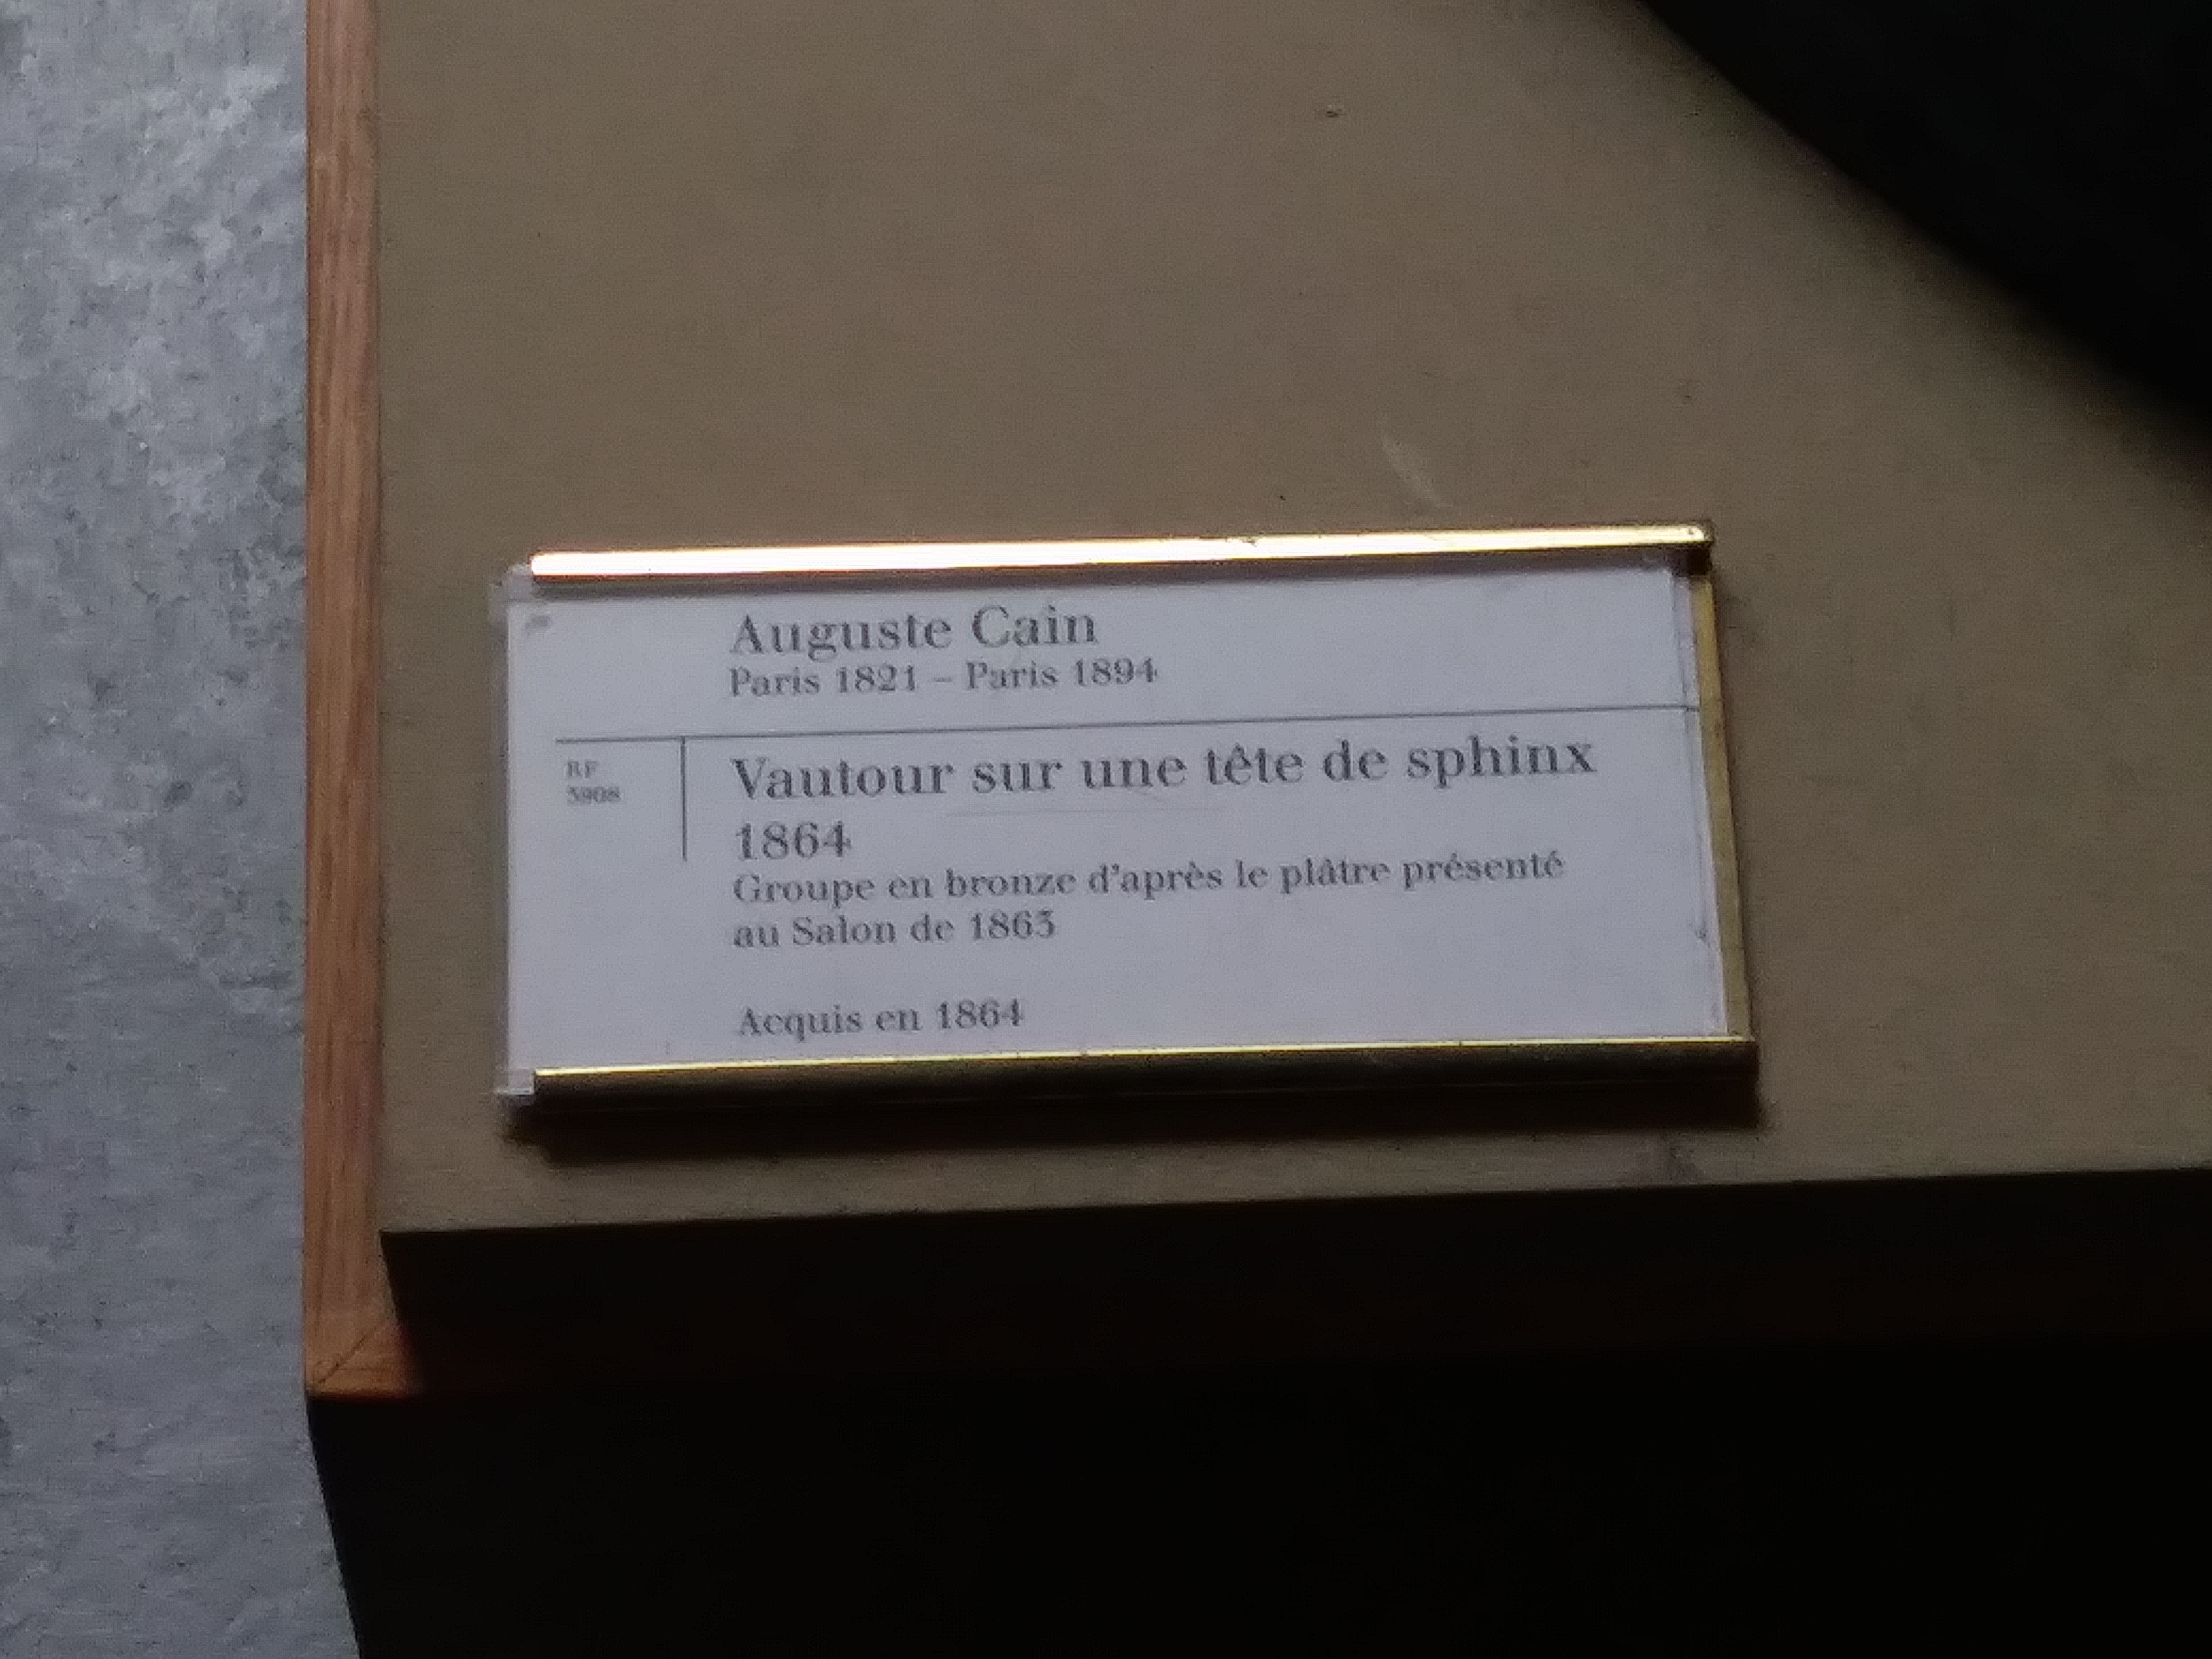 Auguste Cain
Paris 1821 – Paris 1894
RF
3908
Vautour sur une tête de sphinx
1864
Groupe en bronze d'après le plâtre présenté
au Salon de 1863
Acquis en 1864